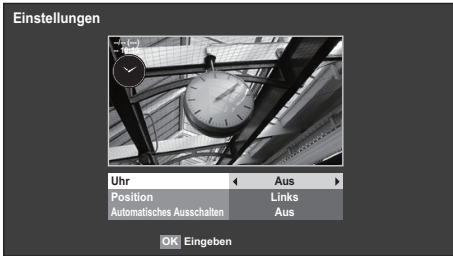 Einstellungen
Uhr Aus
Position Links
Automatisches Ausschalten Aus
OK Eingeben